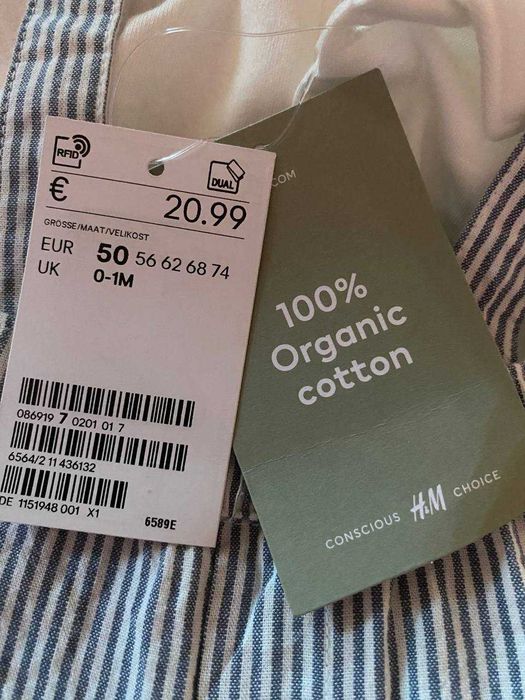 RFID
DUAL
€ 20.99
GRÖSSE/MAAT/VELIKOST
EUR 50 56 62 68 74
UK 0-1M
086919 7 0201 01 7
6564/2 11 436132
DE 1151948 001 X1
6589E
.COM
100%
Organic
cotton
CONSCIOUS H&M CHOICE